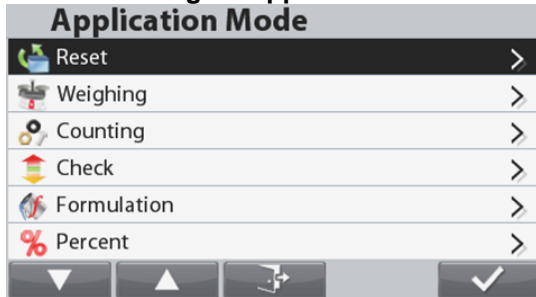 Application Mode
Reset
Weighing
Counting
Check
Formulation
Percent